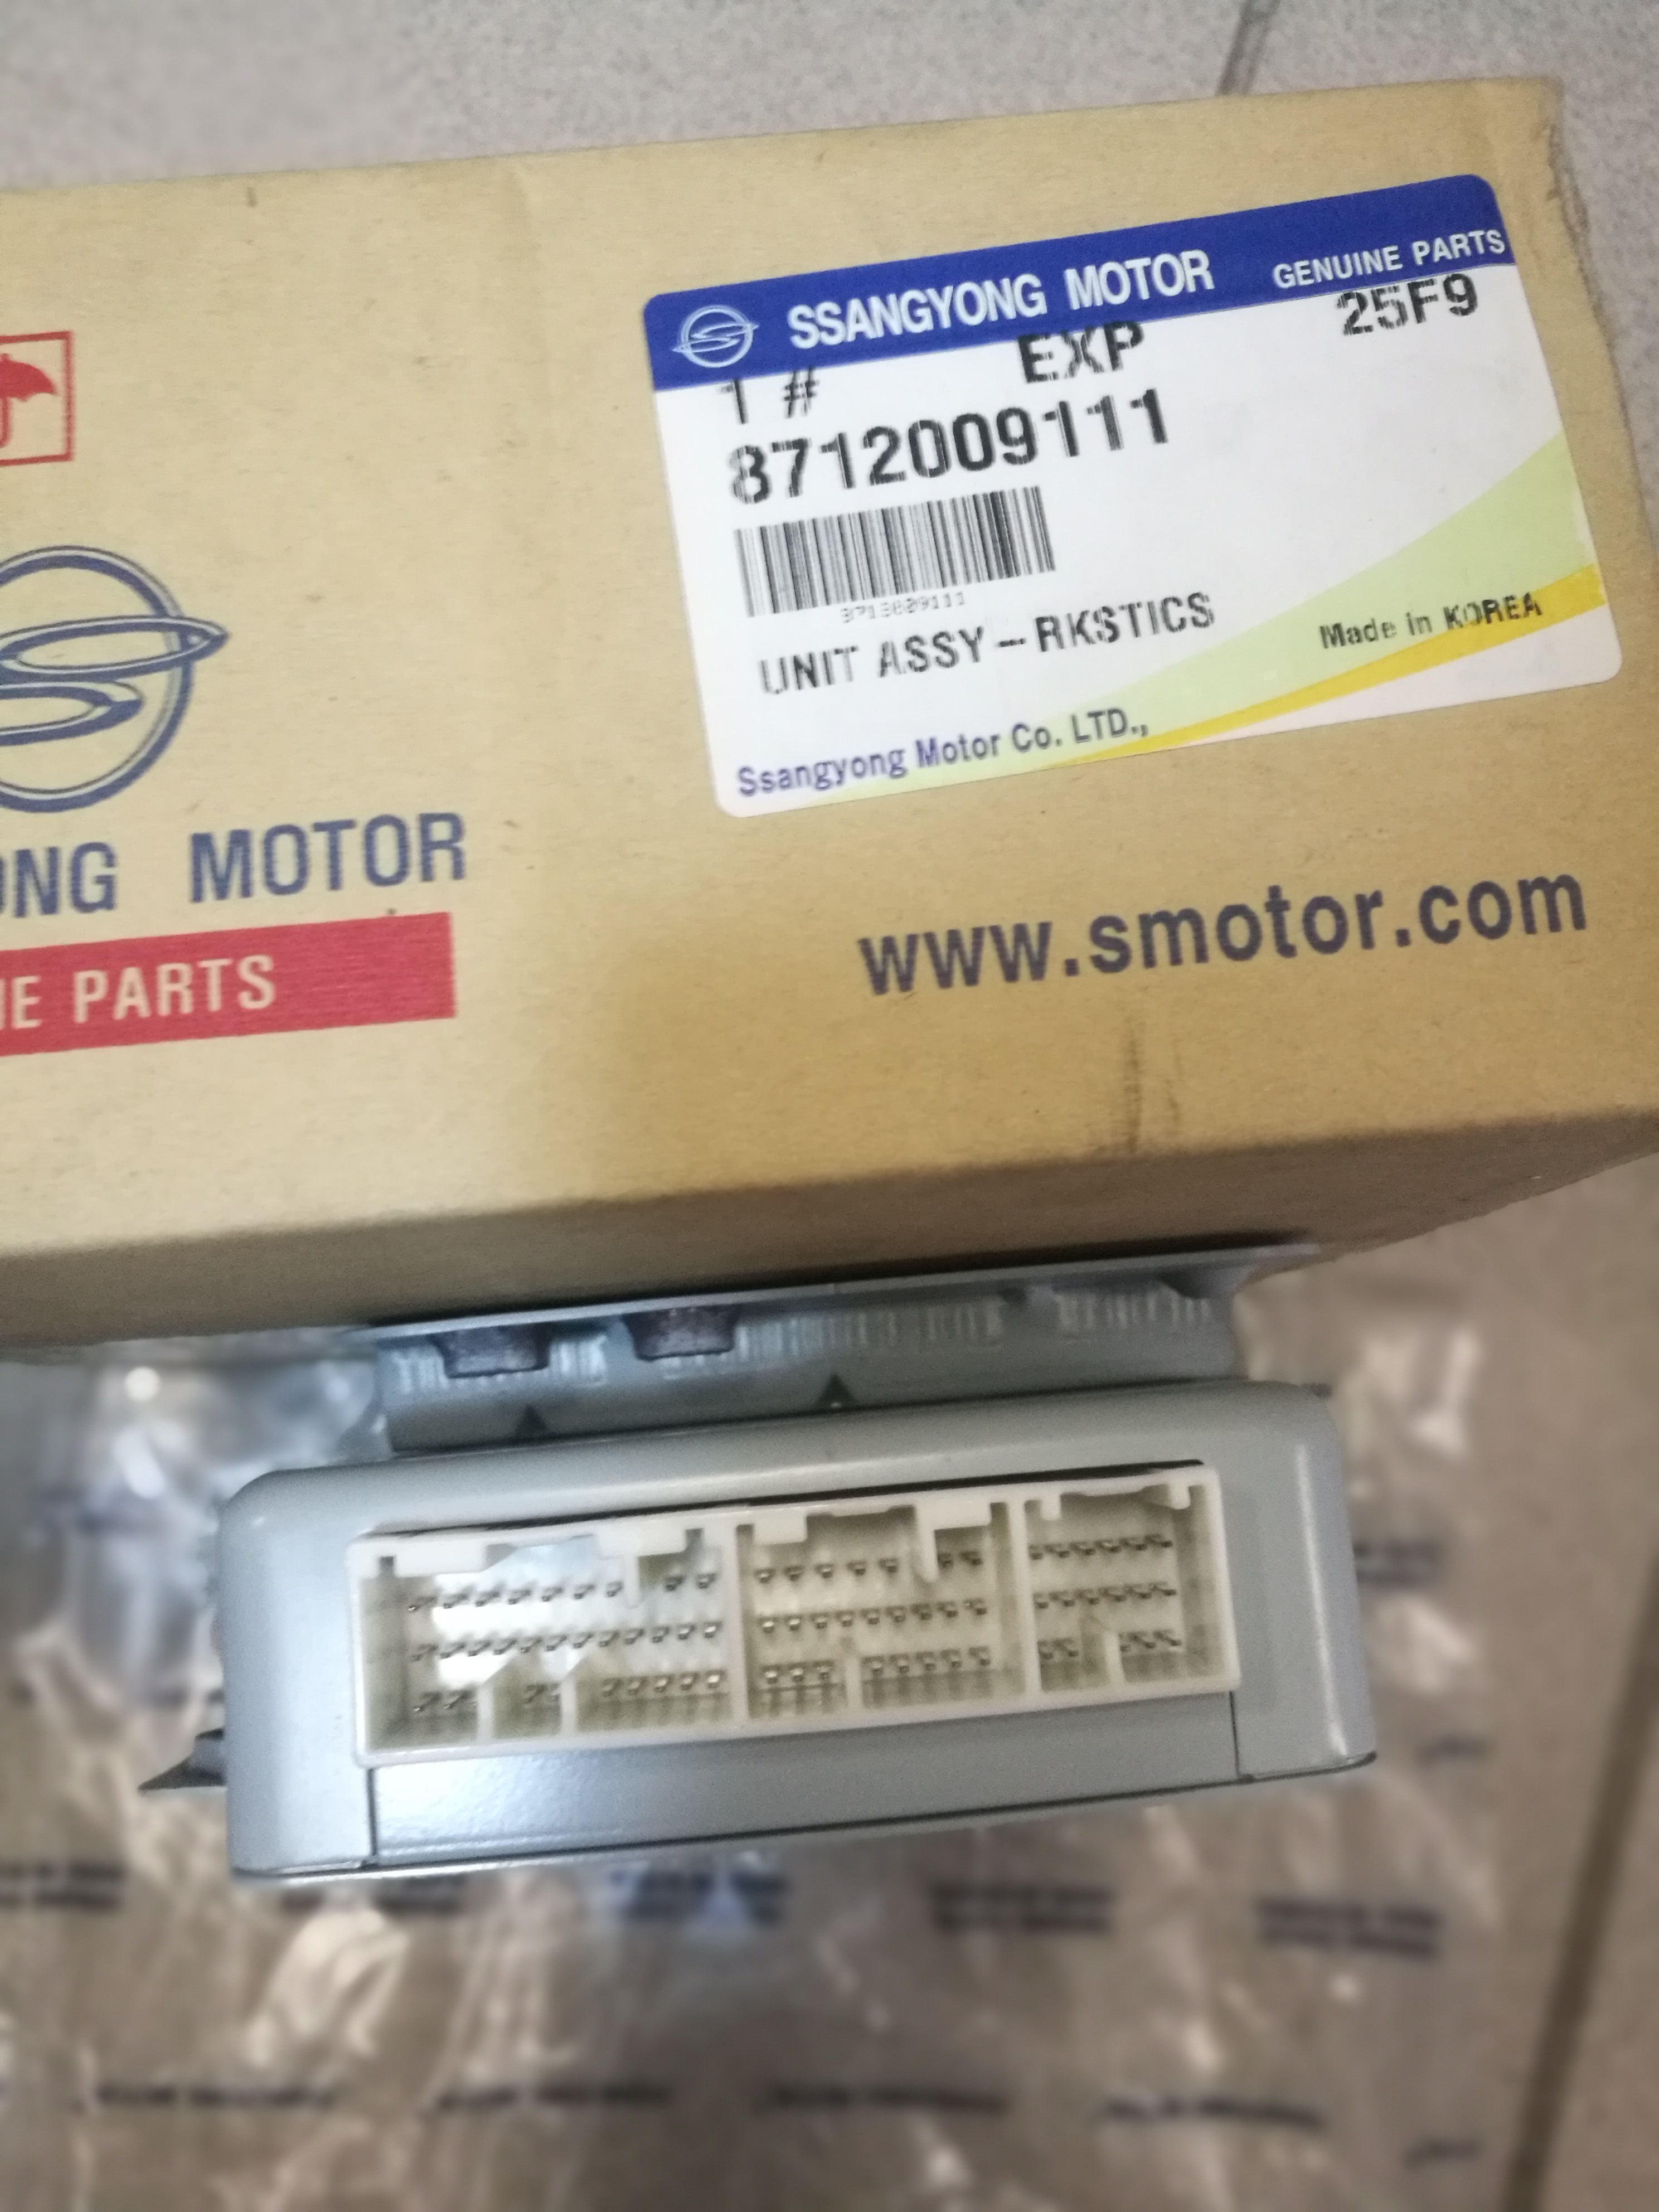 SSANGYONG MOTOR GENUINE PARTS
1 # EXP 25F9
8712009111
UNIT ASSY-RKSTICS
Made in KOREA
Ssangyong Motor Co. LTD.,
ONG MOTOR
NE PARTS
www.smotor.com